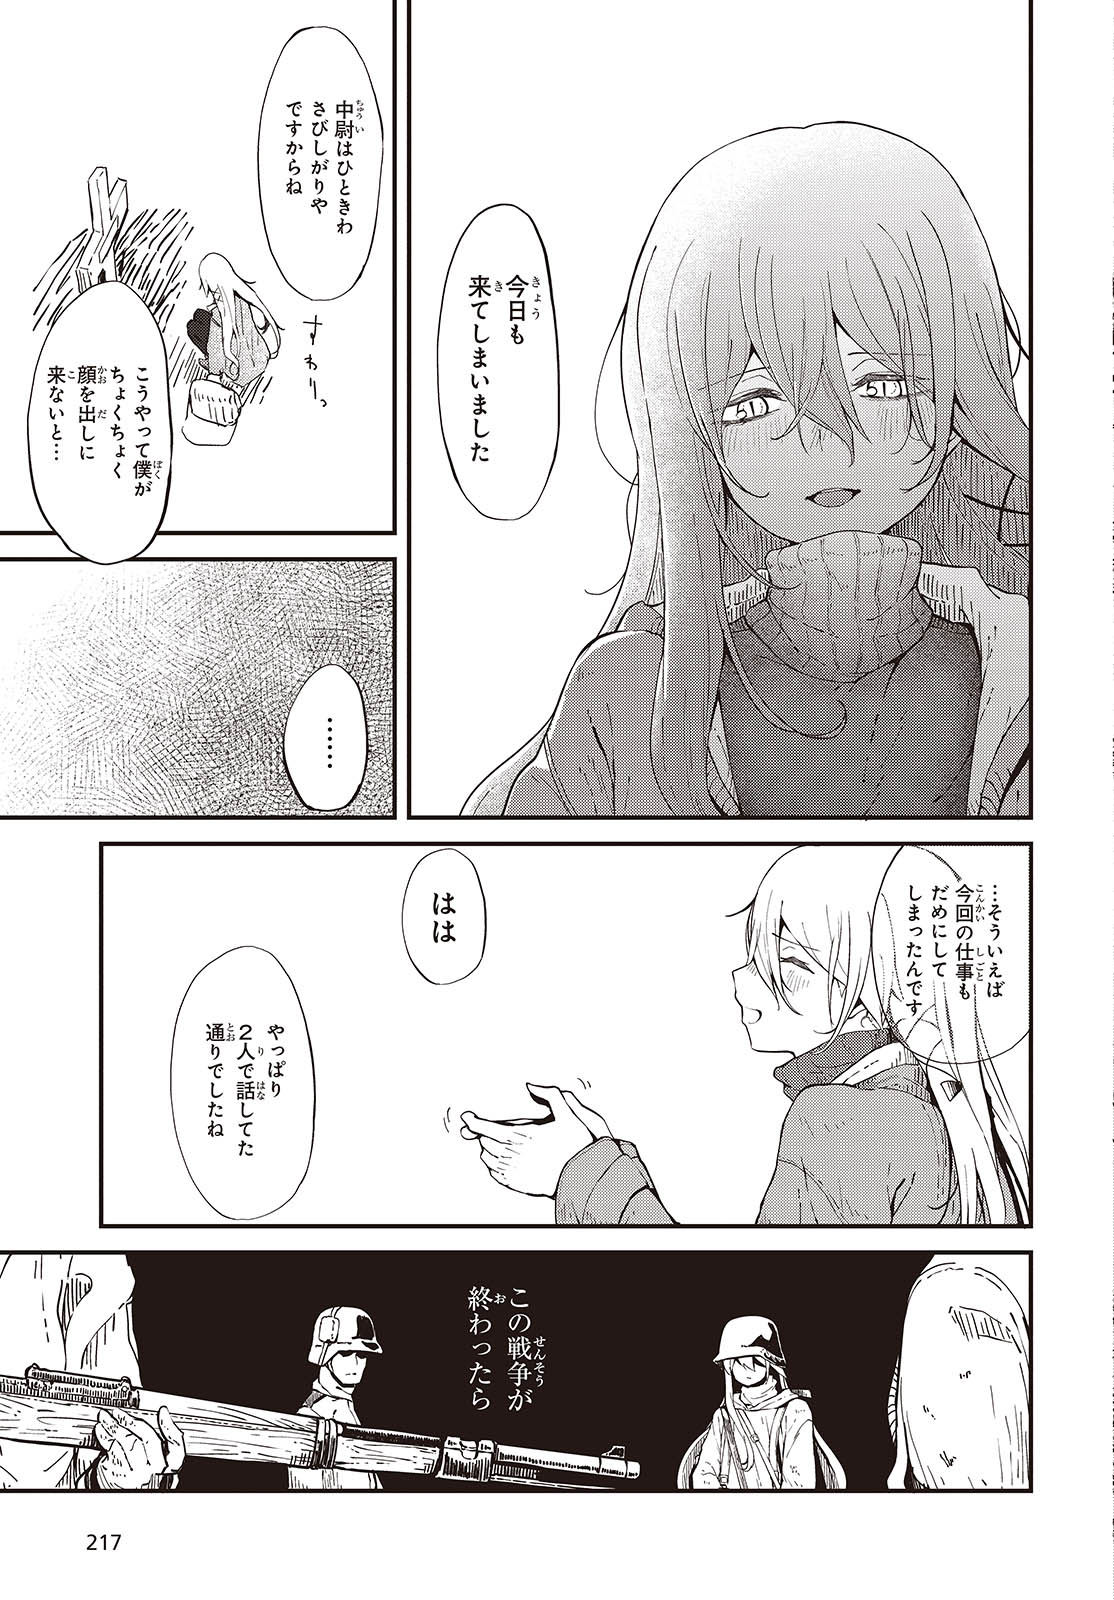 今日も
来てしまいました
中尉はひときわ
さびしがりや
ですからね
すわりっ
こうやって僕が
ちょくちょく
顔を出しに
来ないと…
……
…そういえば
今回の仕事も
だめにして
しまったんです
はは
やっぱり
2人で話してた
通りでしたね
この戦争が
終わったら
217